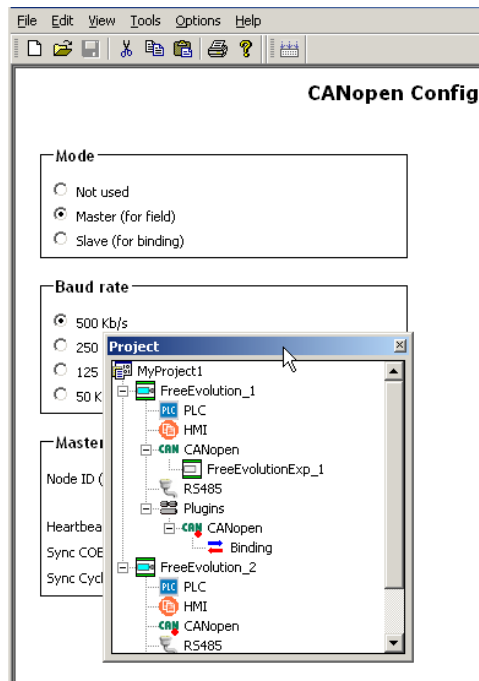 File Edit View Tools Options Help
CANopen Config
Mode
Not used
Master (for field)
Slave (for binding)
Baud rate
500 Kb/s
250
125
50 K
Master
Node ID (
Heartbea
Sync COB
Sync Cycl
Project
MyProject1
FreeEvolution_1
PLC PLC
HMI
CAN CANopen
FreeEvolutionExp_1
RS485
Plugins
CAN CANopen
Binding
FreeEvolution_2
PLC PLC
HMI
CAN CANopen
RS485